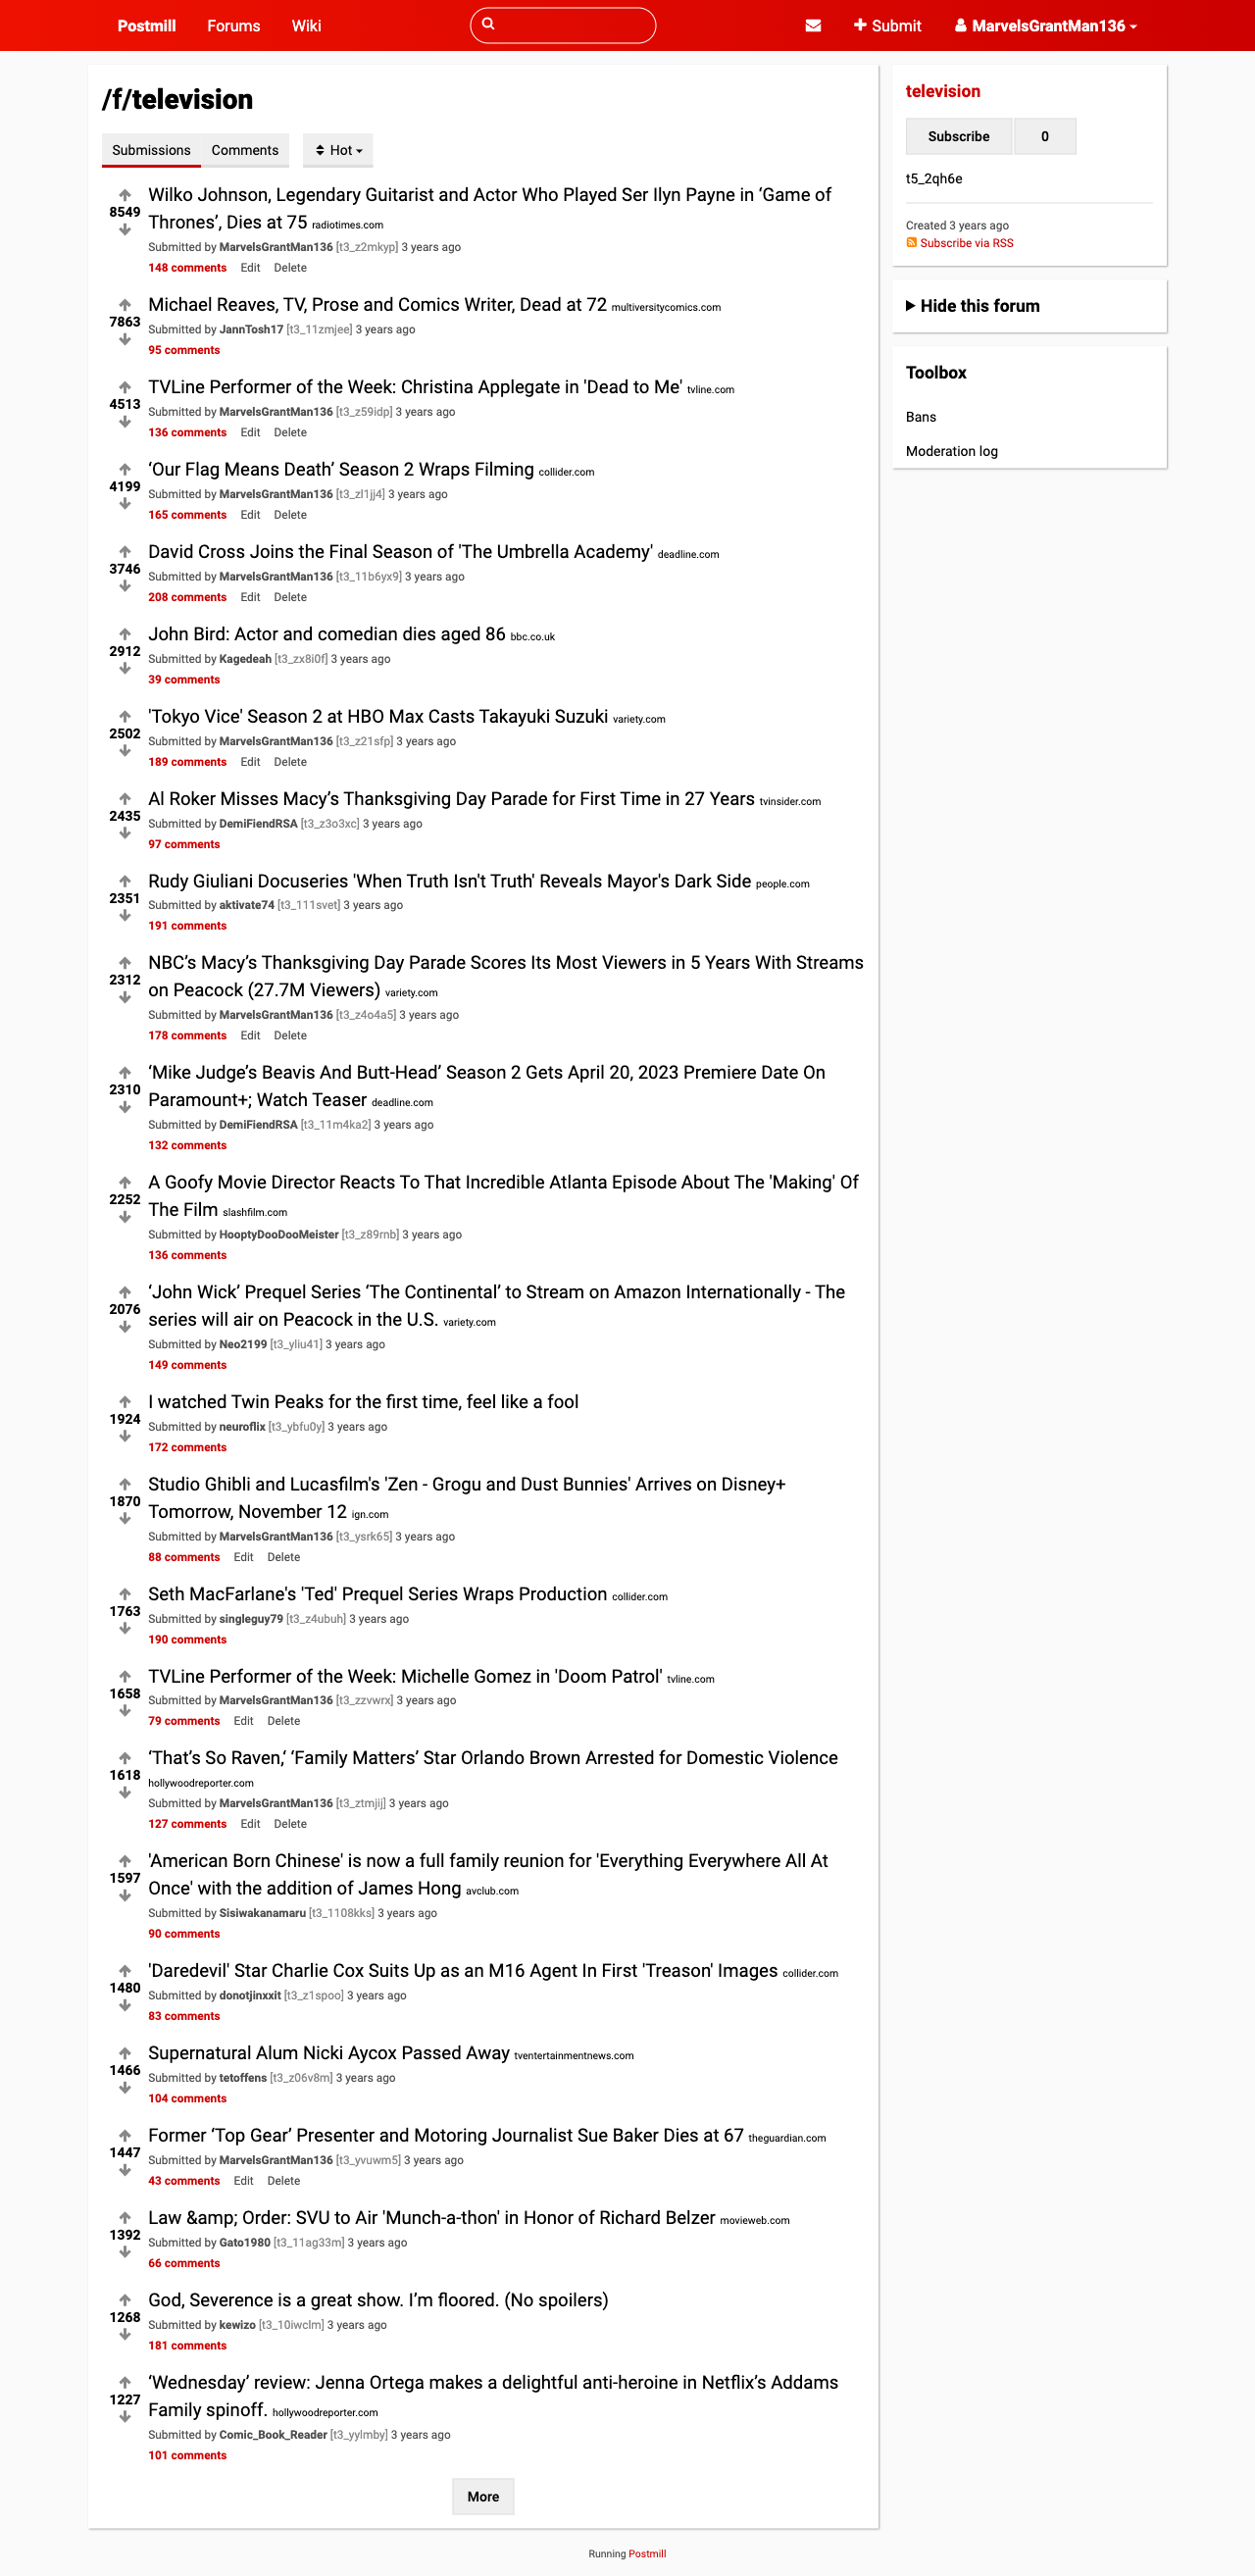 Postmill Forums Wiki Submit MarvelsGrantMan136
/f/television
Submissions Comments Hot
Wilko Johnson, Legendary Guitarist and Actor Who Played Ser Ilyn Payne in ‘Game of
8549
Thrones’, Dies at 75 radiotimes.com
Submitted by MarvelsGrantMan136 [t3_z2mkyp] 3 years ago
148 comments Edit Delete
Michael Reaves, TV, Prose and Comics Writer, Dead at 72 multiversitycomics.com
7863
Submitted by JannTosh17 [t3_11zmjee] 3 years ago
95 comments
TVLine Performer of the Week: Christina Applegate in 'Dead to Me' tvline.com
4513
Submitted by MarvelsGrantMan136 [t3_z59idp] 3 years ago
136 comments Edit Delete
‘Our Flag Means Death’ Season 2 Wraps Filming collider.com
4199
Submitted by MarvelsGrantMan136 [t3_zl1jj4] 3 years ago
165 comments Edit Delete
David Cross Joins the Final Season of 'The Umbrella Academy' deadline.com
3746
Submitted by MarvelsGrantMan136 [t3_11b6yx9] 3 years ago
208 comments Edit Delete
John Bird: Actor and comedian dies aged 86 bbc.co.uk
2912
Submitted by Kagedeah [t3_zx8i0f] 3 years ago
39 comments
'Tokyo Vice' Season 2 at HBO Max Casts Takayuki Suzuki variety.com
2502
Submitted by MarvelsGrantMan136 [t3_z21sfp] 3 years ago
189 comments Edit Delete
Al Roker Misses Macy’s Thanksgiving Day Parade for First Time in 27 Years tvinsider.com
2435
Submitted by DemiFiendRSA [t3_z3o3xc] 3 years ago
97 comments
Rudy Giuliani Docuseries 'When Truth Isn't Truth' Reveals Mayor's Dark Side people.com
2351
Submitted by aktivate74 [t3_111svet] 3 years ago
191 comments
NBC’s Macy’s Thanksgiving Day Parade Scores Its Most Viewers in 5 Years With Streams
2312
on Peacock (27.7M Viewers) variety.com
Submitted by MarvelsGrantMan136 [t3_z4o4a5] 3 years ago
178 comments Edit Delete
‘Mike Judge’s Beavis And Butt-Head’ Season 2 Gets April 20, 2023 Premiere Date On
2310
Paramount+; Watch Teaser deadline.com
Submitted by DemiFiendRSA [t3_11m4ka2] 3 years ago
132 comments
A Goofy Movie Director Reacts To That Incredible Atlanta Episode About The 'Making' Of
2252
The Film slashfilm.com
Submitted by HooptyDooDooMeister [t3_z89rnb] 3 years ago
136 comments
‘John Wick’ Prequel Series ‘The Continental’ to Stream on Amazon Internationally - The
2076
series will air on Peacock in the U.S. variety.com
Submitted by Neo2199 [t3_yliu41] 3 years ago
149 comments
I watched Twin Peaks for the first time, feel like a fool
1924
Submitted by neuroflix [t3_ybfu0y] 3 years ago
172 comments
Studio Ghibli and Lucasfilm's 'Zen - Grogu and Dust Bunnies' Arrives on Disney+
1870
Tomorrow, November 12 ign.com
Submitted by MarvelsGrantMan136 [t3_ysrk65] 3 years ago
88 comments Edit Delete
Seth MacFarlane's 'Ted' Prequel Series Wraps Production collider.com
1763
Submitted by singleguy79 [t3_z4ubuh] 3 years ago
190 comments
TVLine Performer of the Week: Michelle Gomez in 'Doom Patrol' tvline.com
1658
Submitted by MarvelsGrantMan136 [t3_zzvwrx] 3 years ago
79 comments Edit Delete
‘That’s So Raven,‘ ‘Family Matters’ Star Orlando Brown Arrested for Domestic Violence
1618
hollywoodreporter.com
Submitted by MarvelsGrantMan136 [t3_ztmjij] 3 years ago
127 comments Edit Delete
'American Born Chinese' is now a full family reunion for 'Everything Everywhere All At
1597
Once' with the addition of James Hong avclub.com
Submitted by Sisiwakanamaru [t3_1108kks] 3 years ago
90 comments
'Daredevil' Star Charlie Cox Suits Up as an M16 Agent In First 'Treason' Images collider.com
1480
Submitted by donotjinxxit [t3_z1spoo] 3 years ago
83 comments
Supernatural Alum Nicki Aycox Passed Away tventertainmentnews.com
1466
Submitted by tetoffens [t3_z06v8m] 3 years ago
104 comments
Former ‘Top Gear’ Presenter and Motoring Journalist Sue Baker Dies at 67 theguardian.com
1447
Submitted by MarvelsGrantMan136 [t3_yvuwm5] 3 years ago
43 comments Edit Delete
Law &amp; Order: SVU to Air 'Munch-a-thon' in Honor of Richard Belzer movieweb.com
1392
Submitted by Gato1980 [t3_11ag33m] 3 years ago
66 comments
God, Severence is a great show. I’m floored. (No spoilers)
1268
Submitted by kewizo [t3_10iwclm] 3 years ago
181 comments
‘Wednesday’ review: Jenna Ortega makes a delightful anti-heroine in Netflix’s Addams
1227
Family spinoff. hollywoodreporter.com
Submitted by Comic_Book_Reader [t3_yylmby] 3 years ago
101 comments
More
television
Subscribe 0
t5_2qh6e
Created 3 years ago
Subscribe via RSS
Hide this forum
Toolbox
Bans
Moderation log
Running Postmill